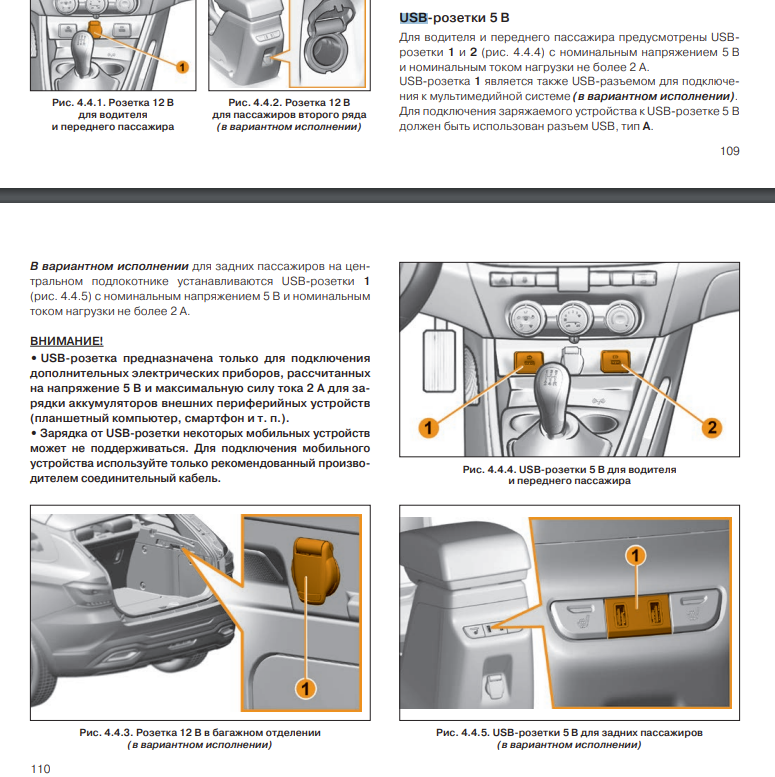 1
Рис. 4.4.1. Розетка 12 В
для водителя
и переднего пассажира
Рис. 4.4.2. Розетка 12 В
для пассажиров второго ряда
(в вариантном исполнении)
USB-розетки 5 В
Для водителя и переднего пассажира предусмотрены USB-
розетки 1 и 2 (рис. 4.4.4) с номинальным напряжением 5 В
и номинальным током нагрузки не более 2 А.
USB-розетка 1 является также USB-разъемом для подключе-
ния к мультимедийной системе (в вариантном исполнении).
Для подключения заряжаемого устройства к USB-розетке 5 В
должен быть использован разъем USB, тип А.
109
В вариантном исполнении для задних пассажиров на цен-
тральном подлокотнике устанавливаются USB-розетки 1
(рис. 4.4.5) с номинальным напряжением 5 В и номинальным
током нагрузки не более 2 А.
ВНИМАНИЕ!
• USB-розетка предназначена только для подключения
дополнительных электрических приборов, рассчитанных
на напряжение 5 В и максимальную силу тока 2 А для за-
рядки аккумуляторов внешних периферийных устройств
(планшетный компьютер, смартфон и т. п.).
• Зарядка от USB-розетки некоторых мобильных устройств
может не поддерживаться. Для подключения мобильного
устройства используйте только рекомендованный произво-
дителем соединительный кабель.
1
2
Рис. 4.4.4. USB-розетки 5 В для водителя
и переднего пассажира
1
Рис. 4.4.3. Розетка 12 В в багажном отделении
(в вариантном исполнении)
1
Рис. 4.4.5. USB-розетки 5 В для задних пассажиров
(в вариантном исполнении)
110